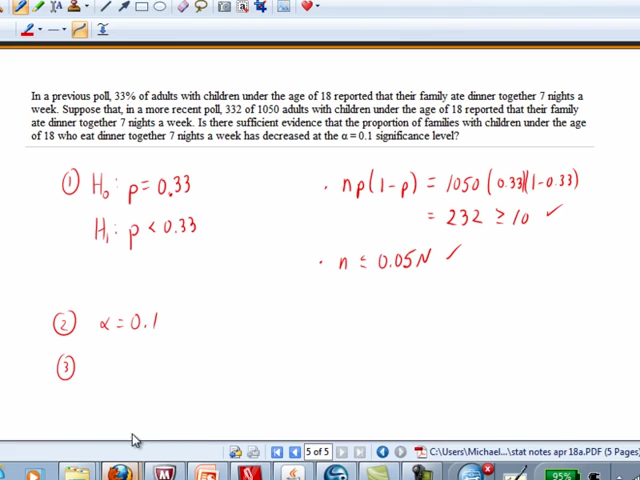 In a previous poll, 33% of adults with children under the age of 18 reported that their family ate dinner together 7 nights a
week. Suppose that, in a more recent poll, 332 of 1050 adults with children under the age of 18 reported that their family
ate dinner together 7 nights a week. Is there sufficient evidence that the proportion of families with children under the age
of 18 who eat dinner together 7 nights a week has decreased at the α = 0.1 significance level?
① H₀: p = 0.33
H₁: p < 0.33
· np(1-p) = 1050(0.33)(1-0.33)
= 232 ≥ 10 ✓
· n ≤ 0.05N ✓
② α = 0.1
③
5 of 5
C:\Users\Michael...\stat notes apr 18a.PDF (5 Pages)
95%